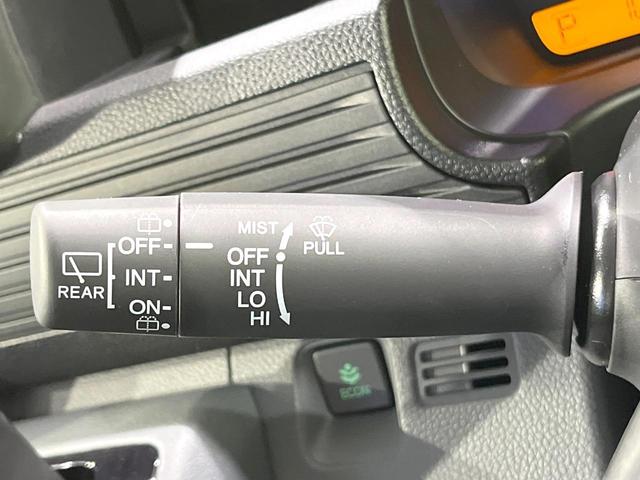 REAR
OFF
INT
ON
MIST
OFF
INT
LO
HI
PULL
ECON
P